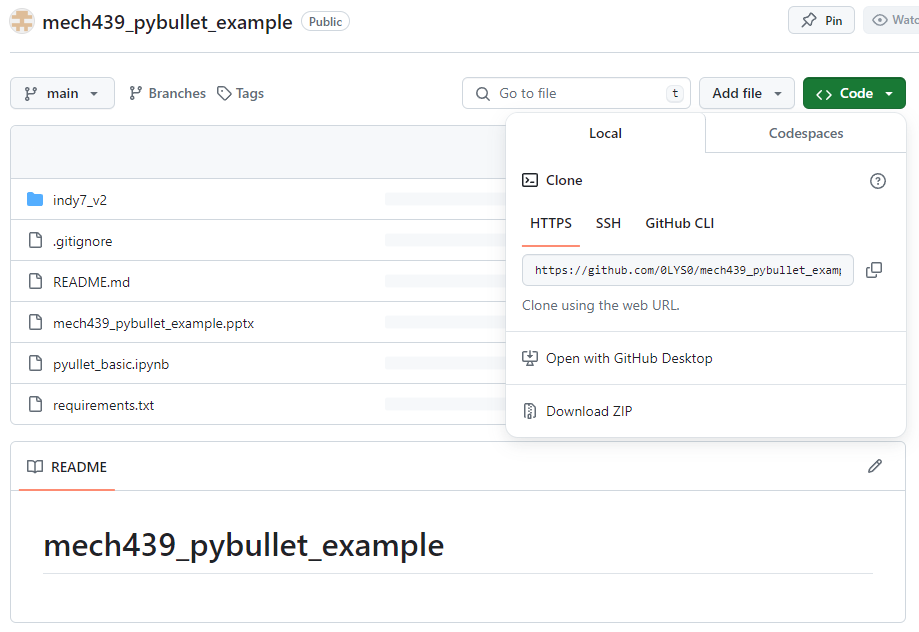 mech439_pybullet_example Public Pin Watc
main Branches Tags Go to file t Add file <> Code
Local Codespaces
Clone
HTTPS SSH GitHub CLI
https://github.com/0LYS0/mech439_pybullet_exam
Clone using the web URL.
Open with GitHub Desktop
Download ZIP
indy7_v2
.gitignore
README.md
mech439_pybullet_example.pptx
pyullet_basic.ipynb
requirements.txt
README
mech439_pybullet_example